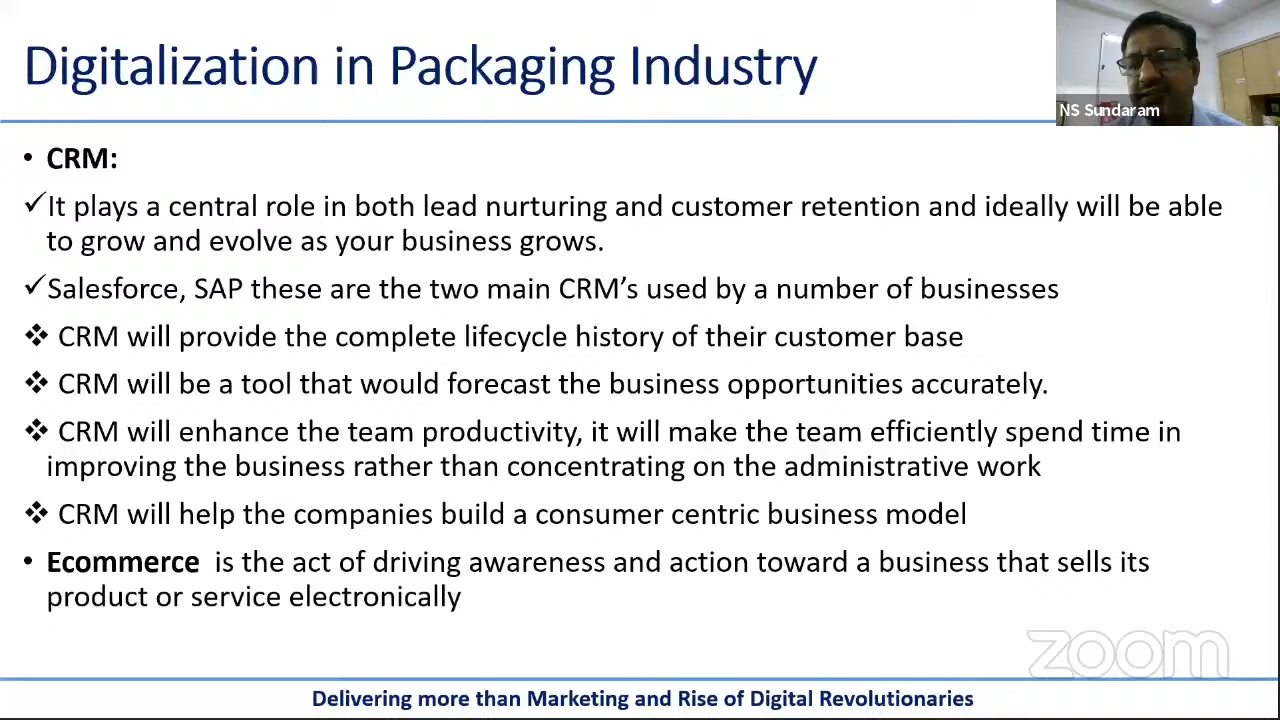 Digitalization in Packaging Industry
NS Sundaram
• CRM:
✓It plays a central role in both lead nurturing and customer retention and ideally will be able
to grow and evolve as your business grows.
✓Salesforce, SAP these are the two main CRM’s used by a number of businesses
❖ CRM will provide the complete lifecycle history of their customer base
❖ CRM will be a tool that would forecast the business opportunities accurately.
❖ CRM will enhance the team productivity, it will make the team efficiently spend time in
improving the business rather than concentrating on the administrative work
❖ CRM will help the companies build a consumer centric business model
• Ecommerce is the act of driving awareness and action toward a business that sells its
product or service electronically
zoom
Delivering more than Marketing and Rise of Digital Revolutionaries